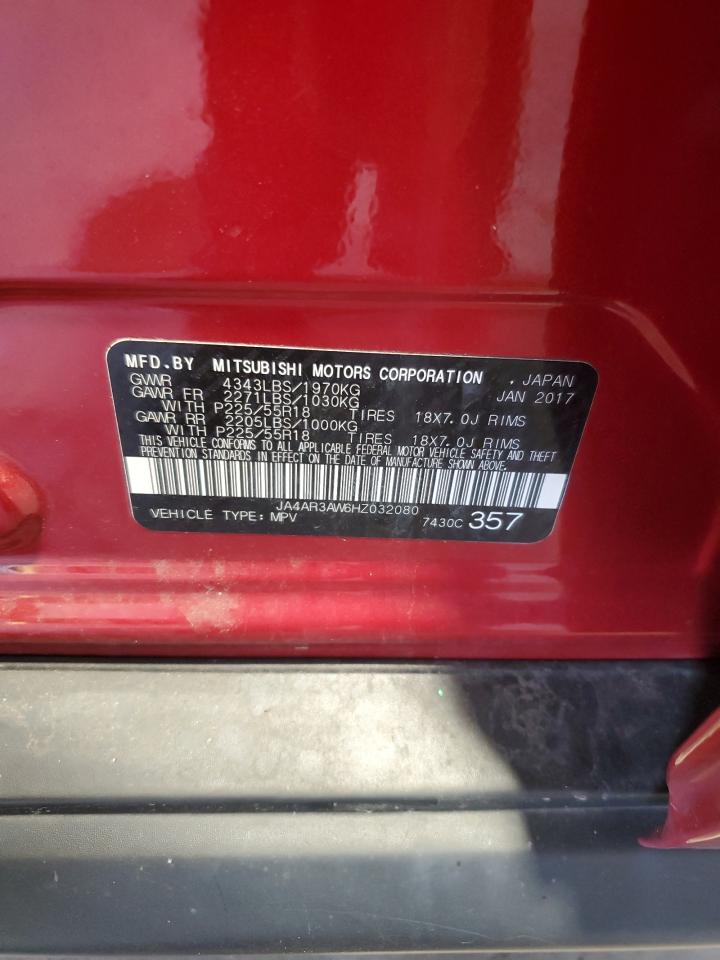 MFD.BY MITSUBISHI MOTORS CORPORATION . JAPAN
GVWR 4343LBS/1970KG JAN 2017
GAWR FR 2271LBS/1030KG
WITH P225/55R18 TIRES 18X7.0J RIMS
GAWR RR 2205LBS/1000KG
WITH P225/55R18 TIRES 18X7.0J RIMS
THIS VEHICLE CONFORMS TO ALL APPLICABLE FEDERAL MOTOR VEHICLE SAFETY AND THEFT
PREVENTION STANDARDS IN EFFECT ON THE DATE OF MANUFACTURE SHOWN ABOVE.
JA4AR3AW6HZ032080
VEHICLE TYPE: MPV 7430C 357